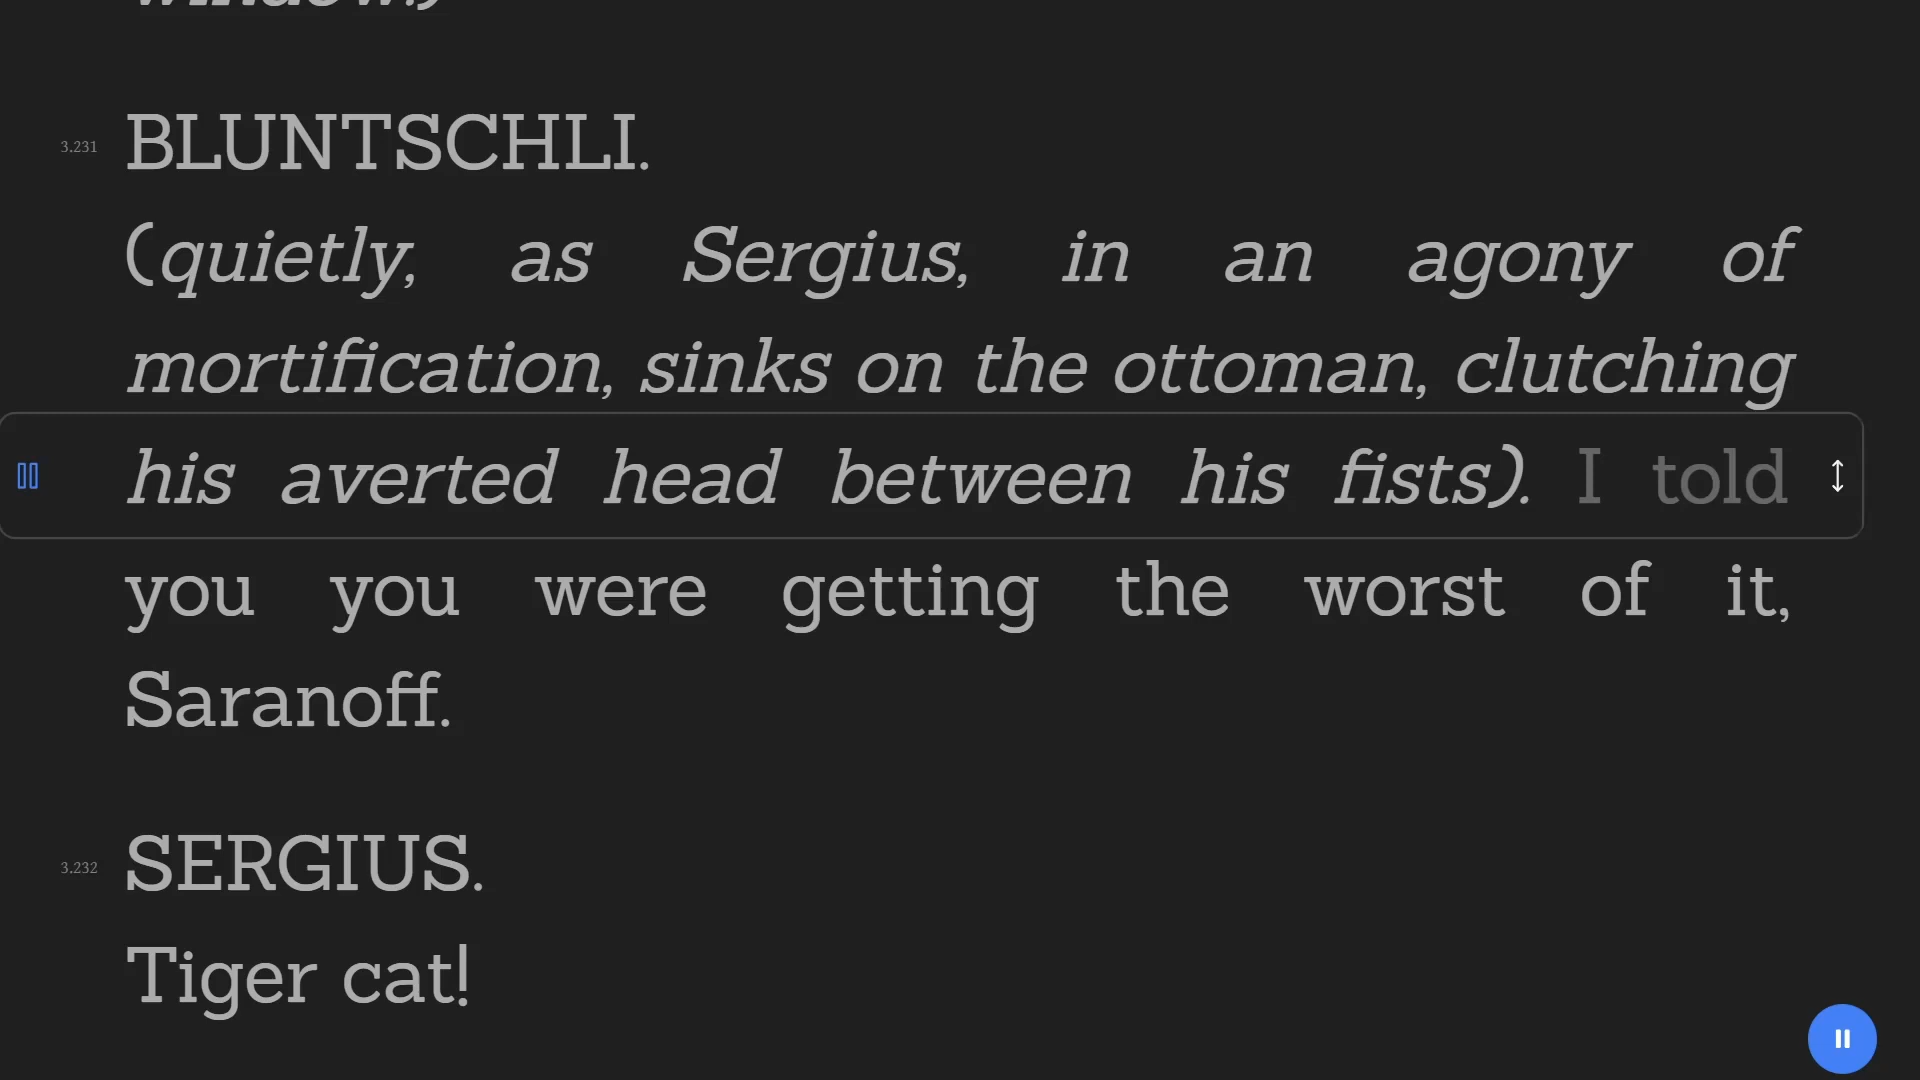 window.)
3.231 BLUNTSCHLI.
(quietly, as Sergius, in an agony of
mortification, sinks on the ottoman, clutching
his averted head between his fists). I told
you you were getting the worst of it,
Saranoff.
3.232 SERGIUS.
Tiger cat!